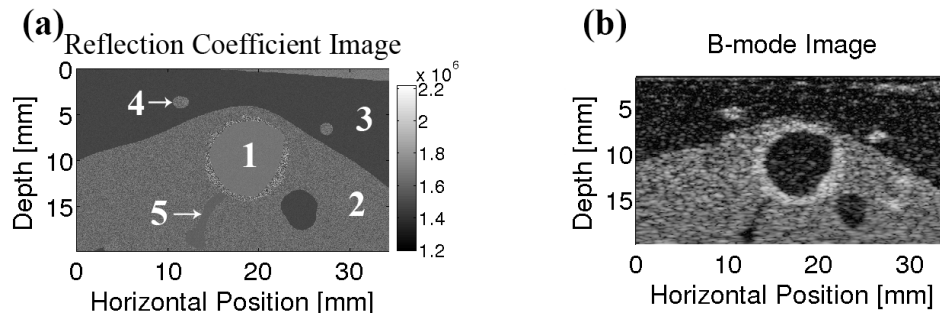 (a)
Reflection Coefficient Image
x 10^6
0
5
10
15
Depth [mm]
4→
3
1
2
5→
2.2
2
1.8
1.6
1.4
1.2
0 10 20 30
Horizontal Position [mm]
(b)
B-mode Image
5
10
15
Depth [mm]
0 10 20 30
Horizontal Position [mm]